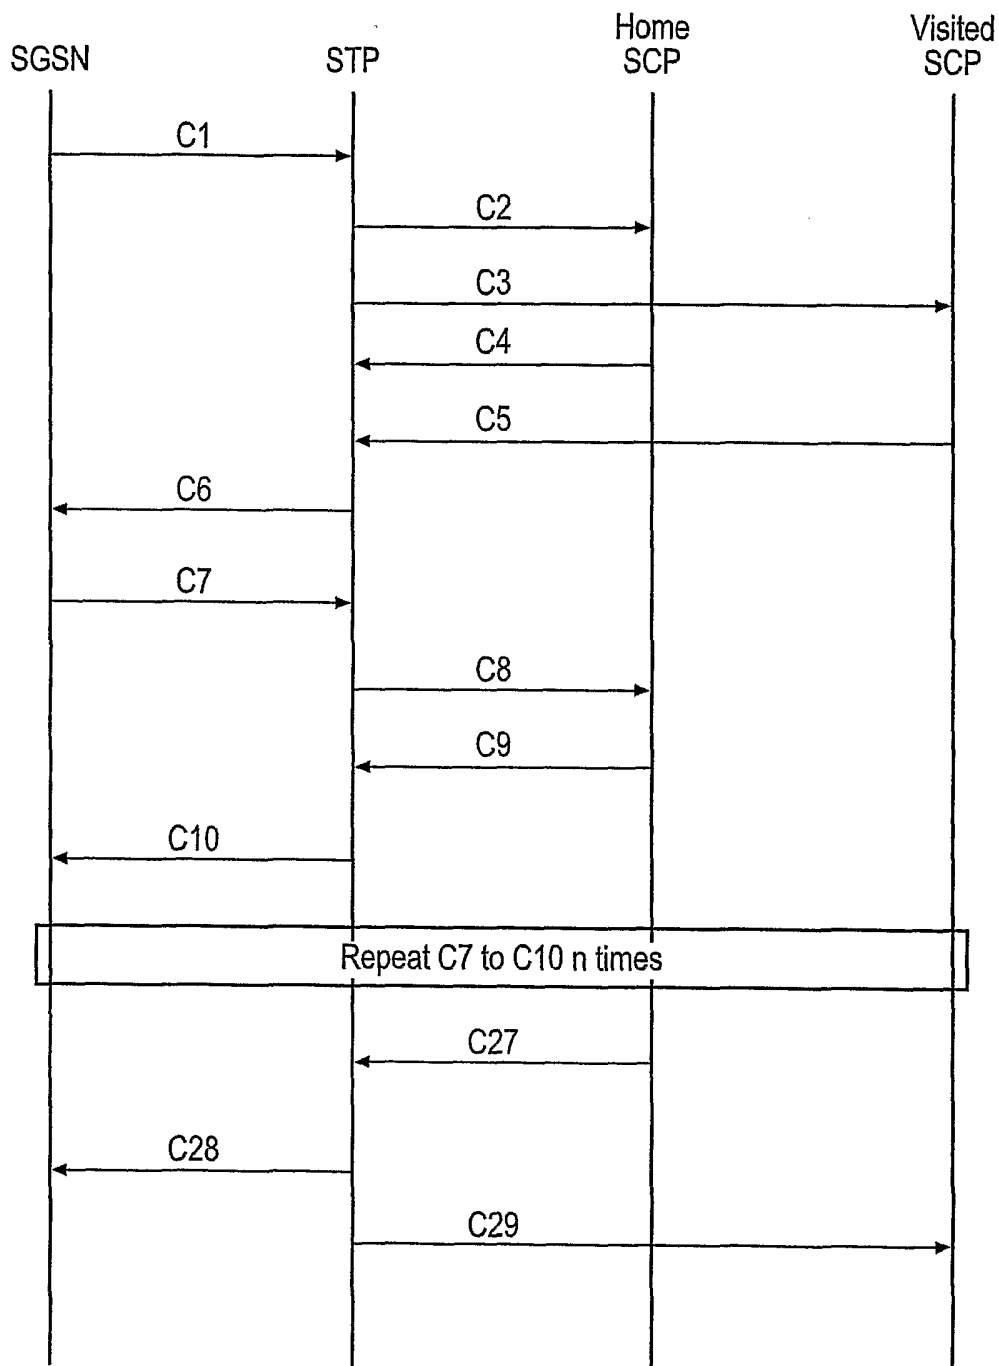 SGSN
STP
Home
SCP
Visited
SCP
C1
C2
C3
C4
C5
C6
C7
C8
C9
C10
Repeat C7 to C10 n times
C27
C28
C29